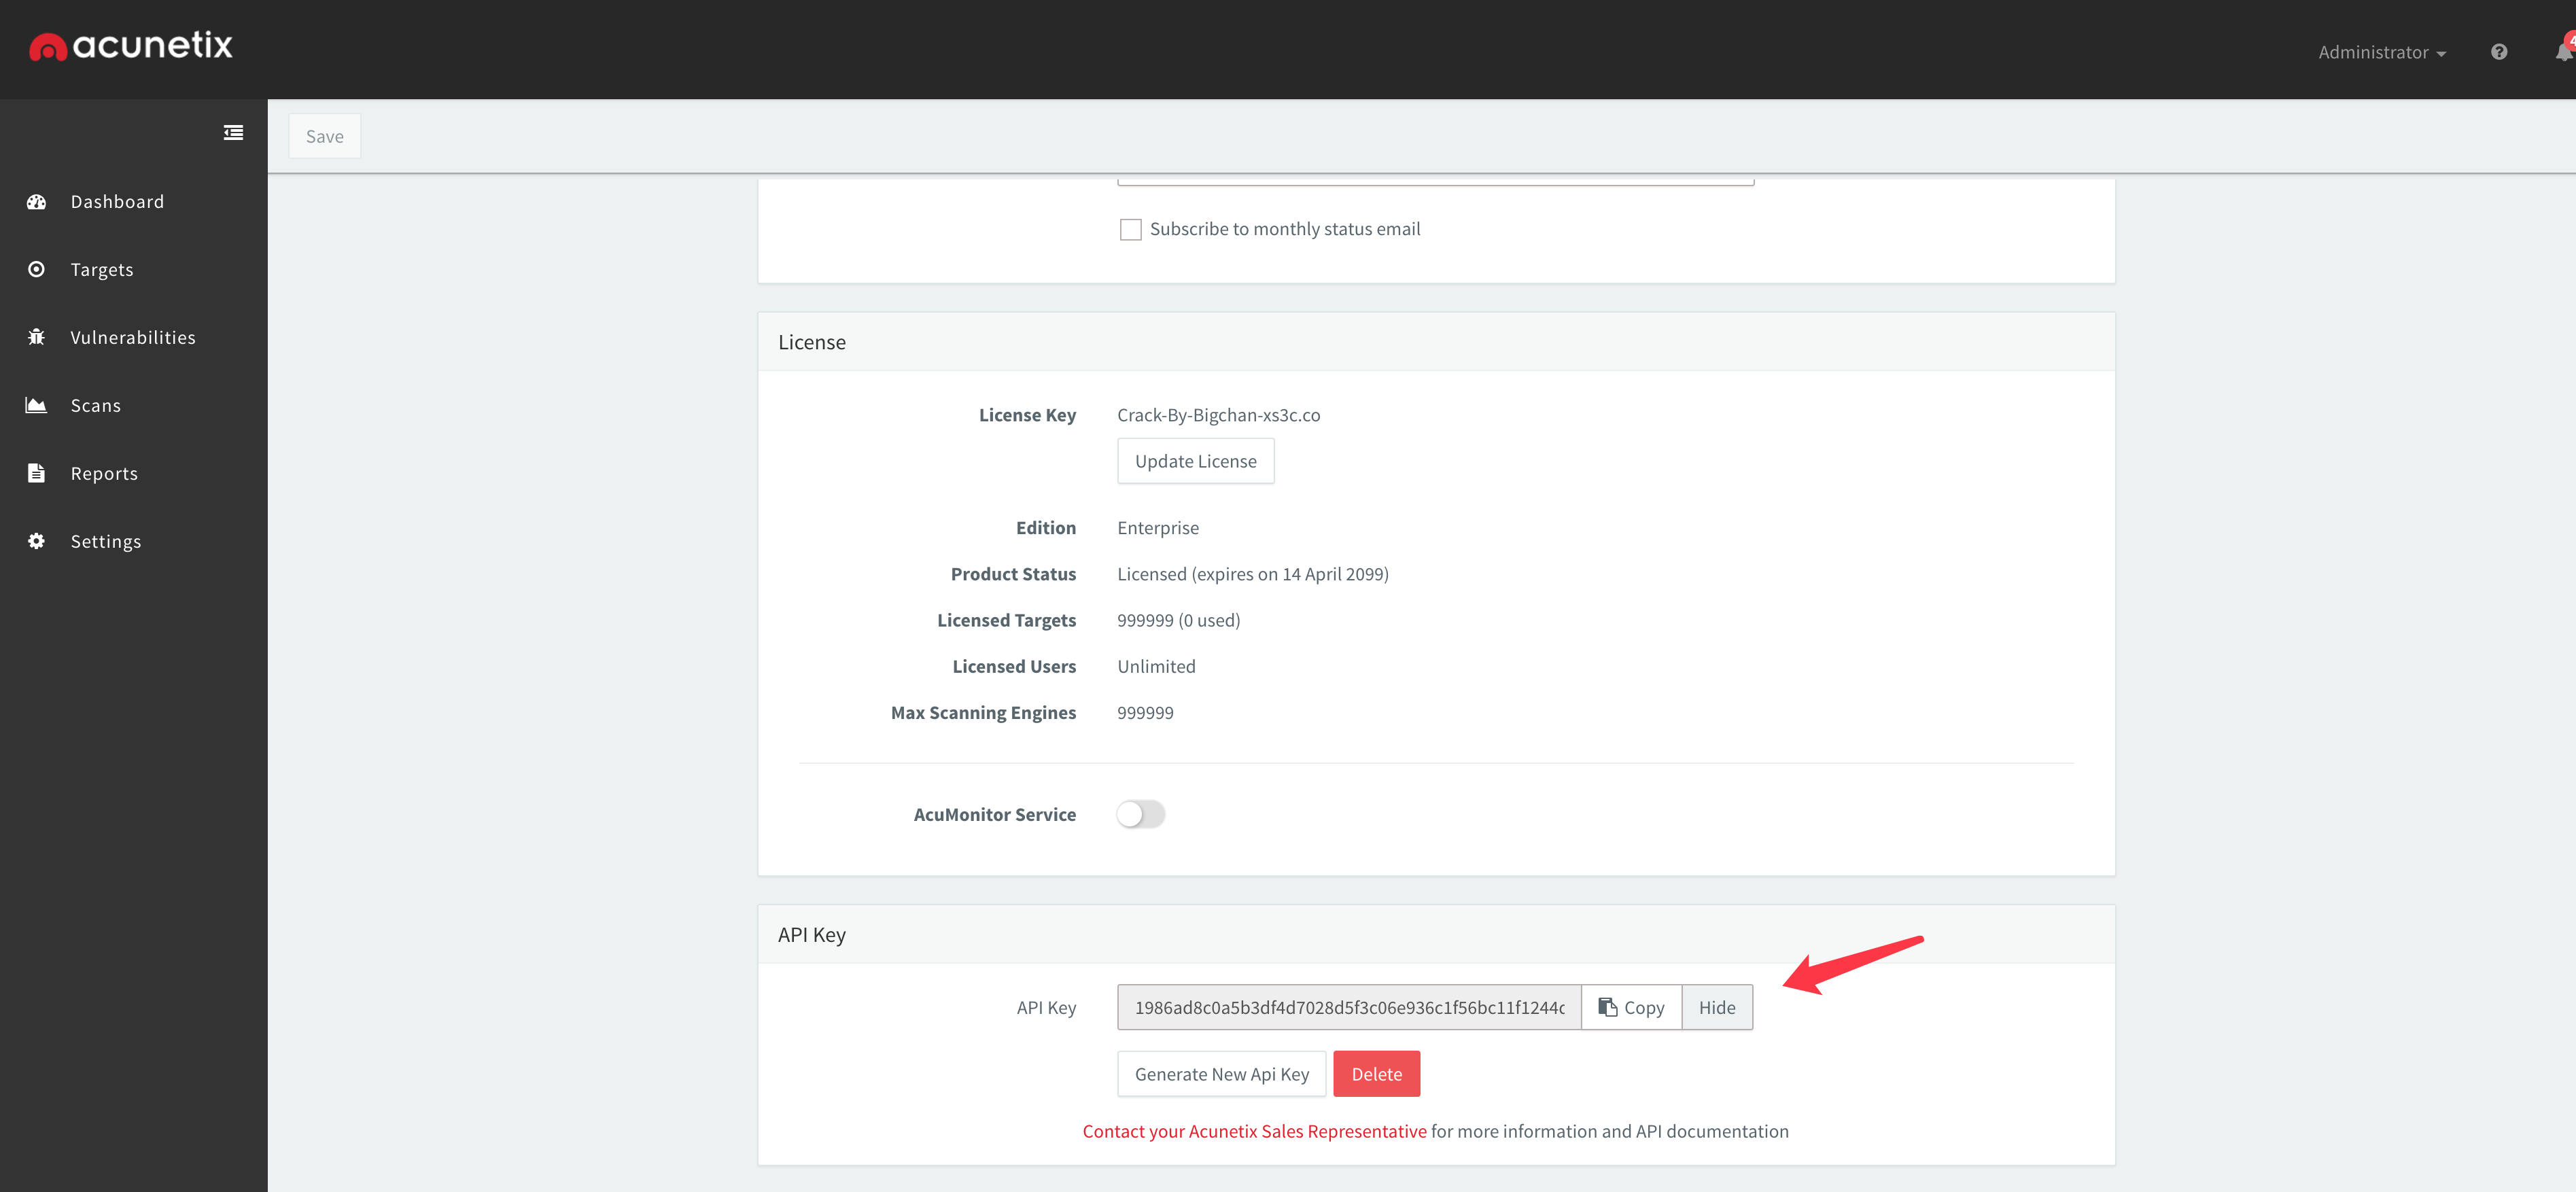 acunetix
Administrator
4
Save
Dashboard
Targets
Vulnerabilities
Scans
Reports
Settings
Subscribe to monthly status email
License
License Key Crack-By-Bigchan-xs3c.co
Update License
Edition Enterprise
Product Status Licensed (expires on 14 April 2099)
Licensed Targets 999999 (0 used)
Licensed Users Unlimited
Max Scanning Engines 999999
AcuMonitor Service
API Key
API Key 1986ad8c0a5b3df4d7028d5f3c06e936c1f56bc11f1244c Copy Hide
Generate New Api Key Delete
Contact your Acunetix Sales Representative for more information and API documentation